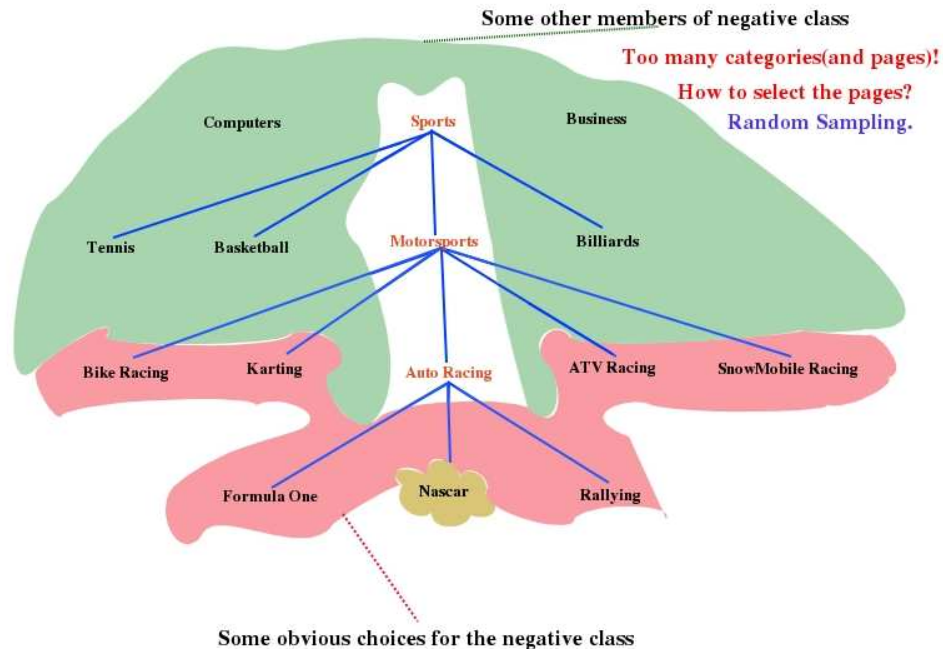 Some other members of negative class
Too many categories(and pages)!
How to select the pages?
Random Sampling.
Computers
Sports
Business
Tennis
Basketball
Motorsports
Billiards
Bike Racing
Karting
Auto Racing
ATV Racing
SnowMobile Racing
Formula One
Nascar
Rallying
Some obvious choices for the negative class